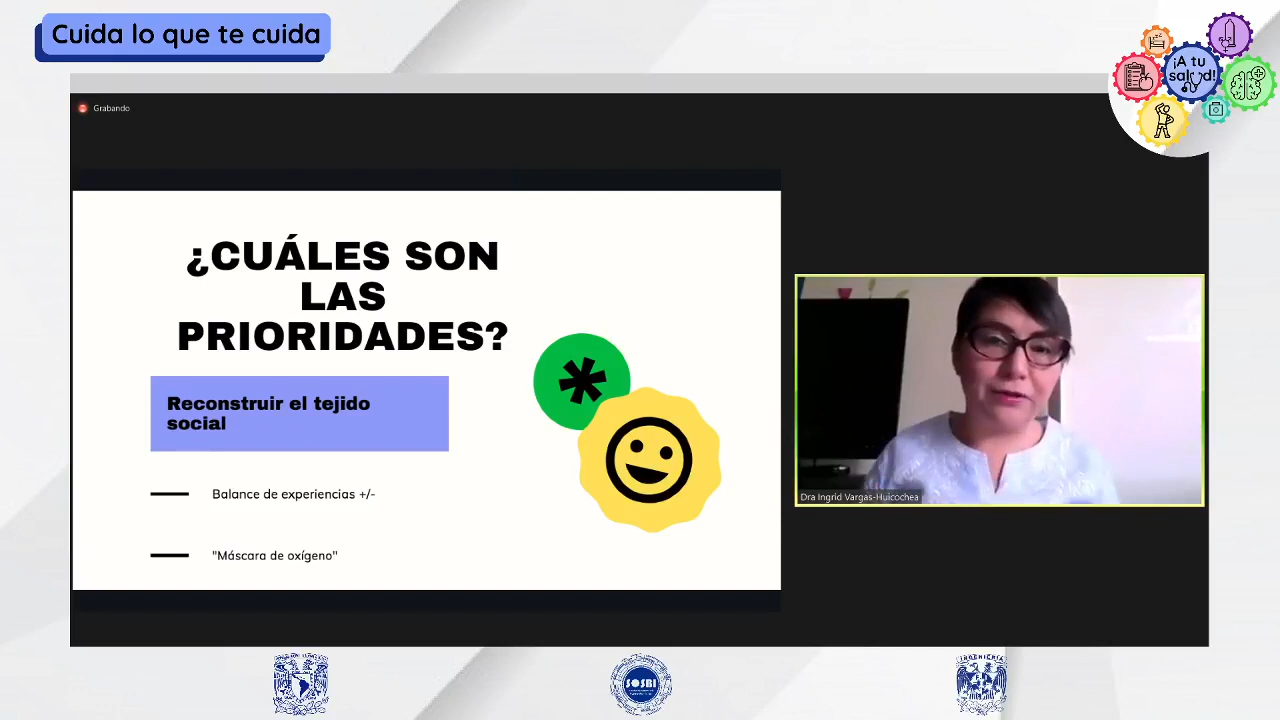 Cuida lo que te cuida
¡A tu
salud!
Grabando
¿CUÁLES SON
LAS
PRIORIDADES?
Reconstruir el tejido
social
Balance de experiencias +/-
"Máscara de oxígeno"
Dra Ingrid Vargas-Huicochea
SOSBI